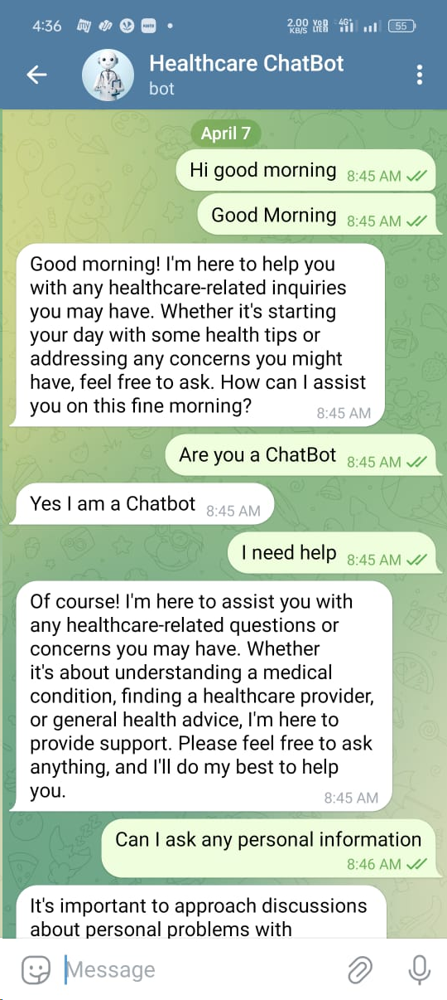 4:36
2.00 KB/S Vo LTE 4G+ 55
Healthcare ChatBot
bot
April 7
Hi good morning 8:45 AM
Good Morning 8:45 AM
Good morning! I'm here to help you
with any healthcare-related inquiries
you may have. Whether it's starting
your day with some health tips or
addressing any concerns you might
have, feel free to ask. How can I assist
you on this fine morning? 8:45 AM
Are you a ChatBot 8:45 AM
Yes I am a Chatbot 8:45 AM
I need help 8:45 AM
Of course! I'm here to assist you with
any healthcare-related questions or
concerns you may have. Whether
it's about understanding a medical
condition, finding a healthcare provider,
or general health advice, I'm here to
provide support. Please feel free to ask
anything, and I'll do my best to help
you. 8:45 AM
Can I ask any personal information
8:46 AM
It's important to approach discussions
about personal problems with
Message